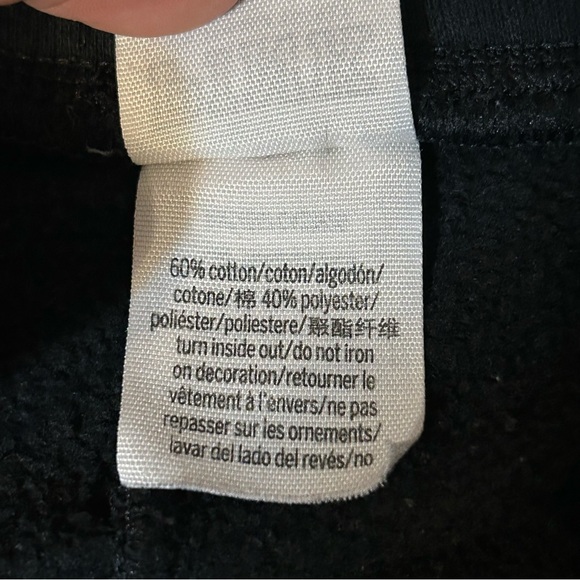 60% cotton/coton/algodón/
cotone/棉 40% polyester/
poliéster/poliestere/聚酯纤维
turn inside out/do not iron
on decoration/retourner le
vêtement à l'envers/ne pas
repasser sur les ornements/
lavar del lado del revés/no